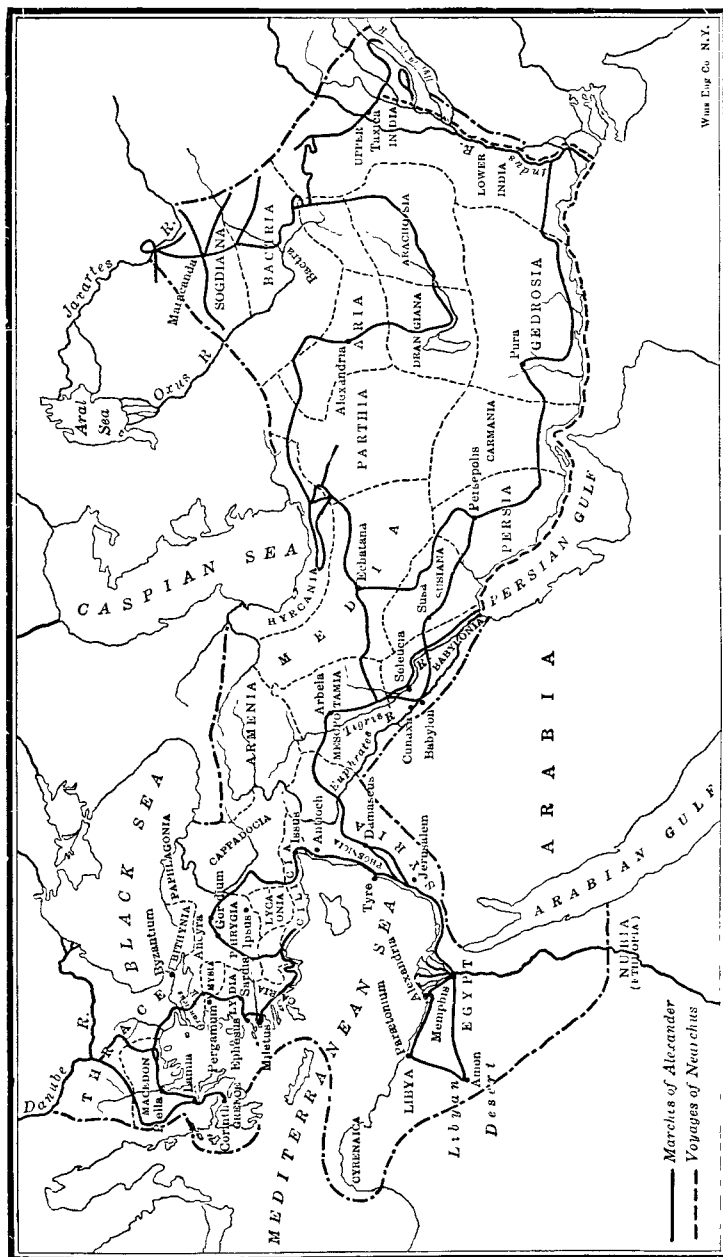 Danube
R.
THRACE
MACEDON
Pella
Lamia
Corinth
GREECE
BLACK SEA
Byzantium
BITHYNIA
PAPHLAGONIA
Ancyra
Gordium
PHRYGIA
MYSIA
Pergamum
LYDIA
Sardis
Ipsus
Ephesus
Miletus
LYCA
ONIA
CAPPADOCIA
CILICIA
Issus
Antioch
ARMENIA
MEDITERRANEAN SEA
PHOENICIA
SYRIA
Damascus
Tyre
Jerusalem
Alexandria
Memphis
EGYPT
Parætonium
LIBYA
Amon
Libyan
Desert
CYRENAICA
NUBIA
(ETHIOPIA)
ARABIAN GULF
ARABIA
CASPIAN SEA
HYRCANIA
MEDIA
Ecbatana
Arbela
MESOPOTAMIA
Tigris
R.
Euphrates
R
Cunaxa
Babylon
Seleucia
BABYLONIA
Susa
SUSIANA
PERSIAN GULF
PERSIA
Persepolis
CARMANIA
PARTHIA
Aral
Sea
Oxus R
Jaxartes
R.
Maracanda
SOGDIANA
BACTRIA
Bactra
Alexandria
ARIA
DRANGIANA
ARACHOSIA
Pura
GEDROSIA
UPPER
Taxica
INDIA
LOWER
INDIA
Indus
R
Wms Eng Co N.Y.
Marches of Alexander
Voyages of Nearchus